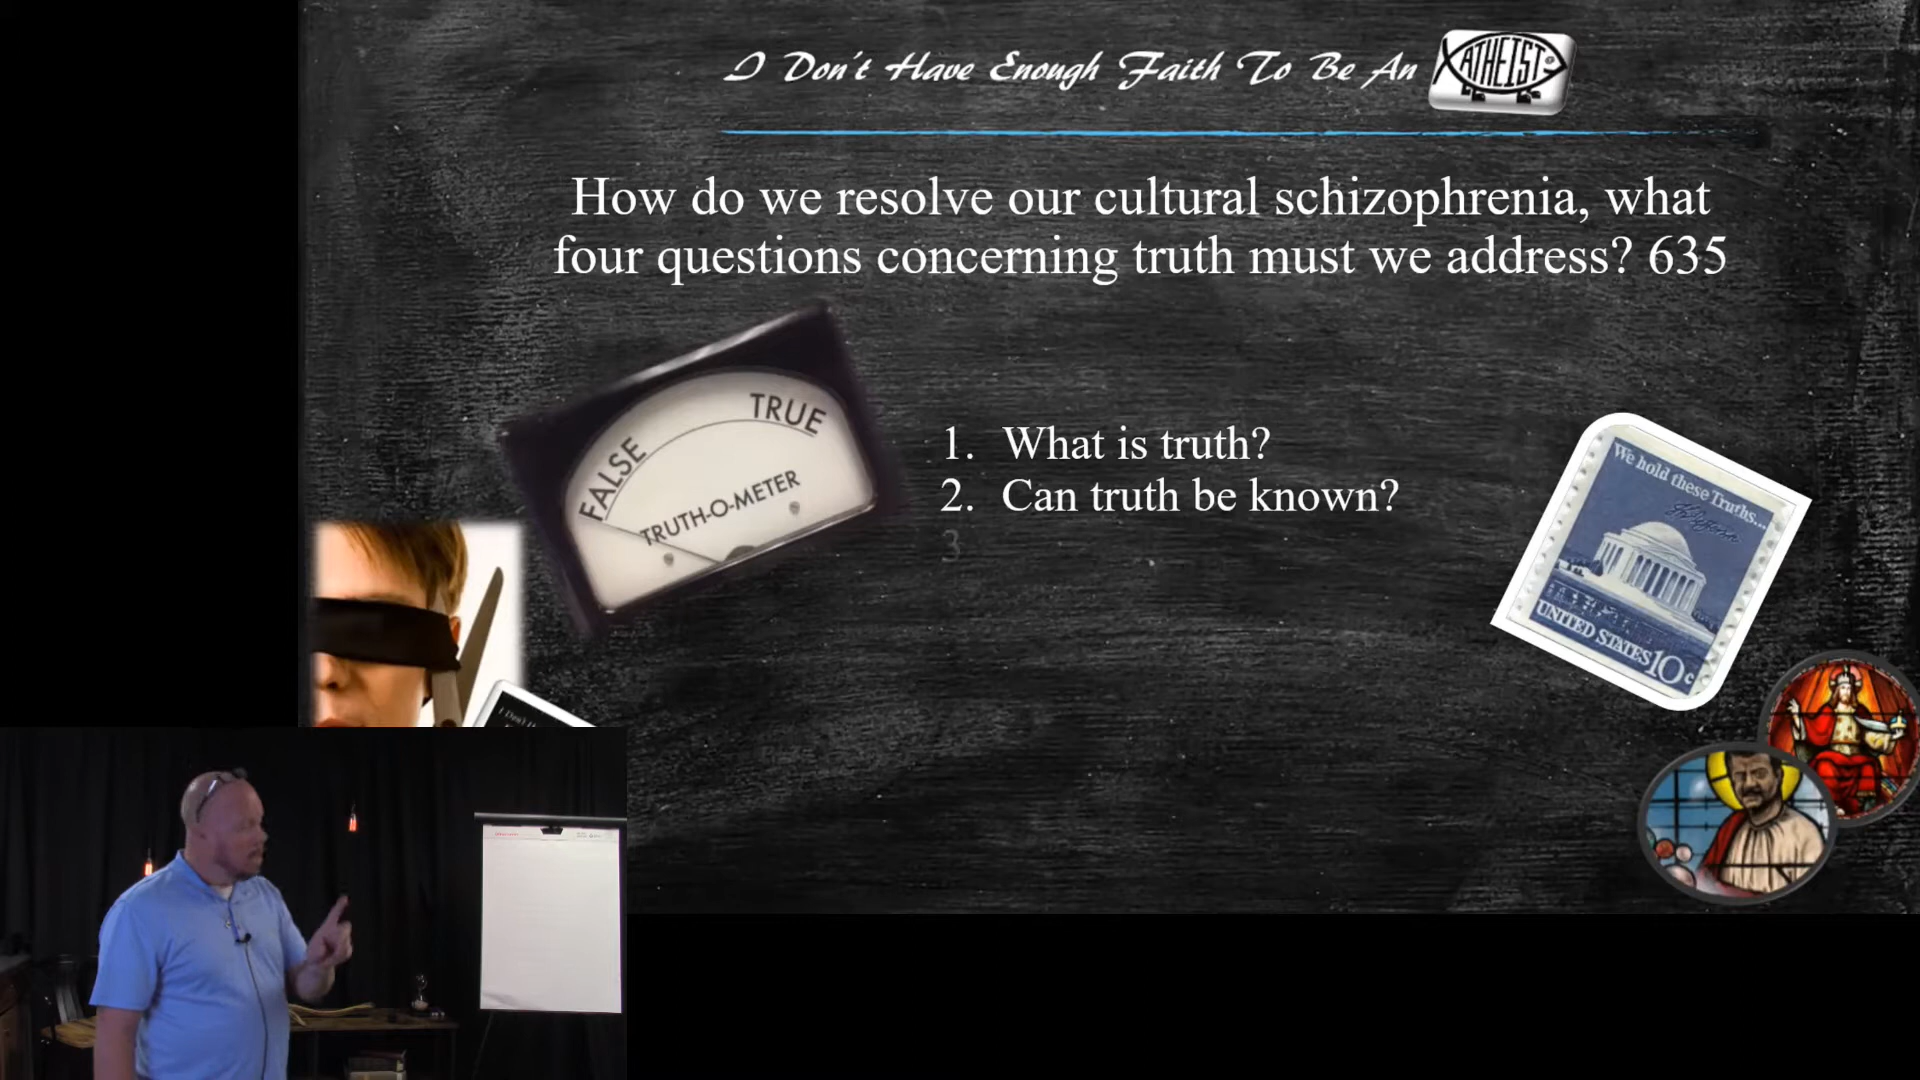 I Don't Have Enough Faith To Be An
ATHEIST
How do we resolve our cultural schizophrenia, what
four questions concerning truth must we address? 635
FALSE
TRUE
TRUTH-O-METER
1. What is truth?
2. Can truth be known?
3
We hold these Truths...
UNITED STATES 10c